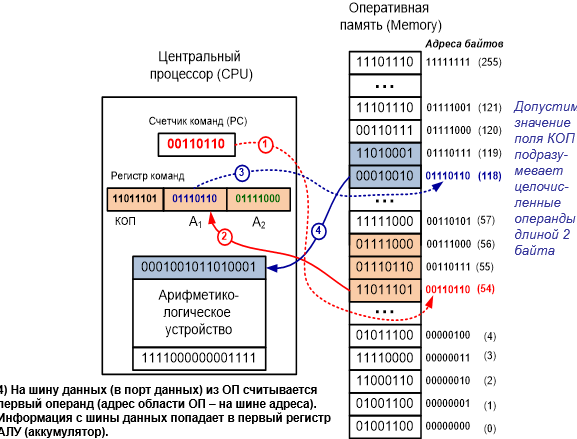 Оперативная
память (Memory)
Адреса байтов
Центральный
процессор (CPU)
11101110 11111111 (255)
...
11101110 01111001 (121)
00110111 01111000 (120)
11010001 01110111 (119)
00010010 01110110 (118)
...
11111000 00110101 (57)
01111000 00111000 (56)
01110110 00110111 (55)
11011101 00110110 (54)
...
01011100 00000100 (4)
11110000 00000011 (3)
11000110 00000010 (2)
01001100 00000001 (1)
01001100 00000000 (0)
Допустим
значение
поля КОП
подразу-
мевает
целочис-
ленные
операнды
длиной 2
байта
Счетчик команд (PC)
00110110
1
Регистр команд
3
11011101 01110110 01111000
КОП A1 A2
2
4
0001001011010001
Арифметико-
логическое
устройство
1111000000001111
4) На шину данных (в порт данных) из ОП считывается
первый операнд (адрес области ОП – на шине адреса).
Информация с шины данных попадает в первый регистр
АЛУ (аккумулятор).